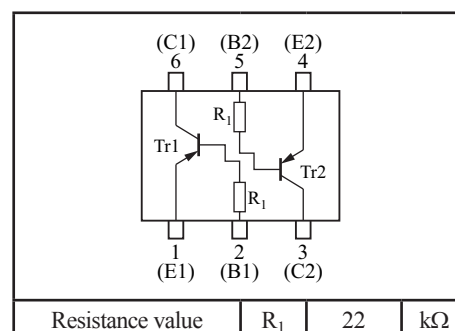 (C1) (B2) (E2)
6 5 4
R1
Tr1
Tr2
R1
1 2 3
(E1) (B1) (C2)
Resistance value R1 22 kΩ